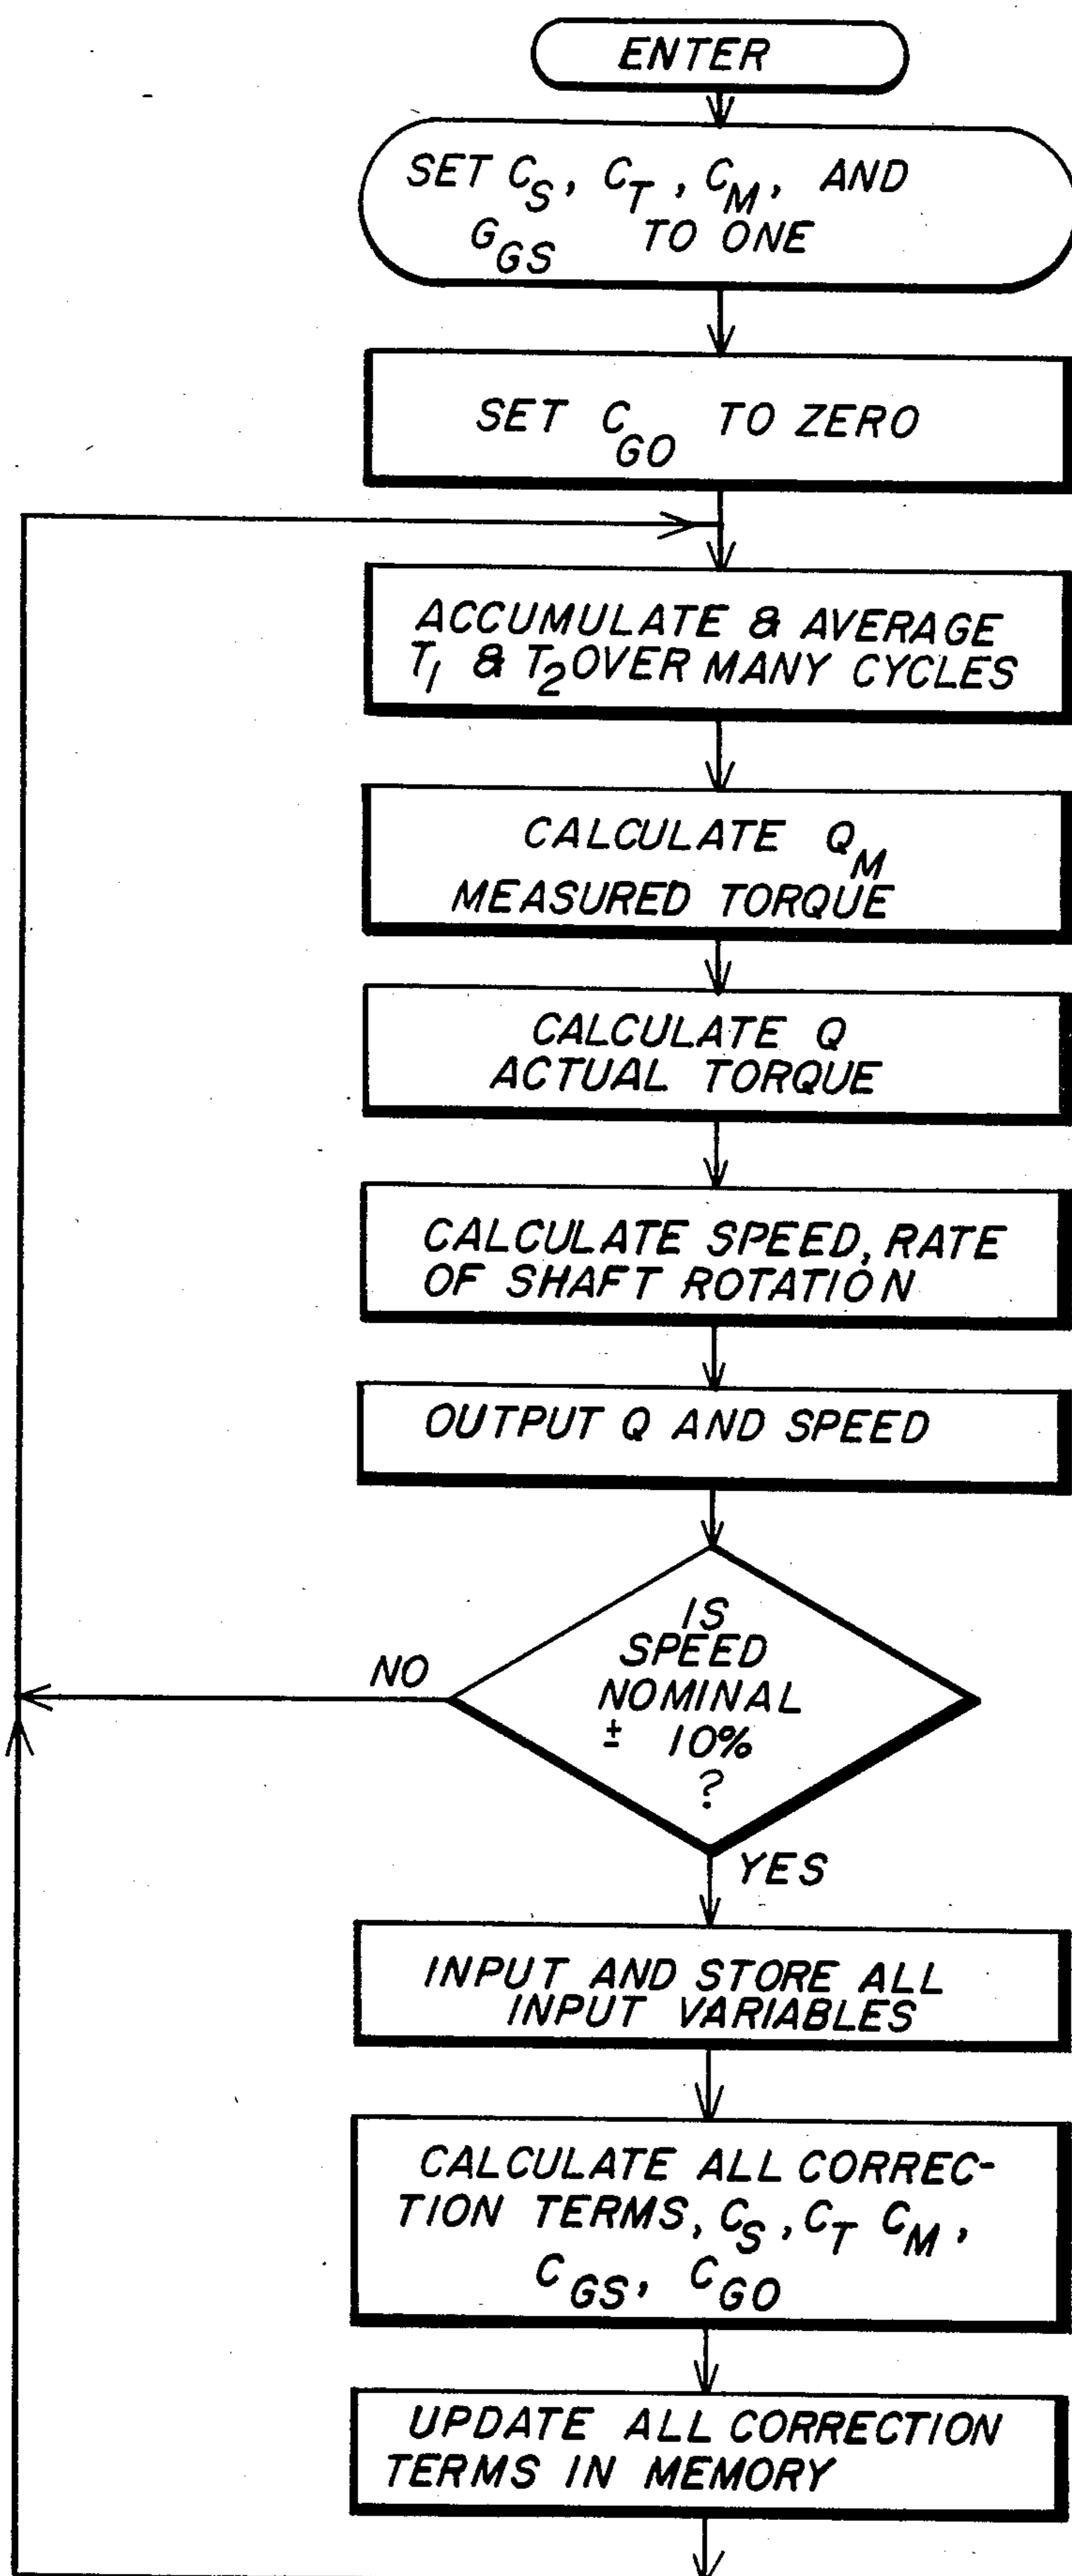 ENTER
SET C_S, C_T, C_M, AND
G_GS TO ONE
SET C_GO TO ZERO
ACCUMULATE & AVERAGE
T_1 & T_2 OVER MANY CYCLES
CALCULATE Q_M
MEASURED TORQUE
CALCULATE Q
ACTUAL TORQUE
CALCULATE SPEED, RATE
OF SHAFT ROTATION
OUTPUT Q AND SPEED
IS
SPEED
NOMINAL
± 10%
?
NO
YES
INPUT AND STORE ALL
INPUT VARIABLES
CALCULATE ALL CORREC-
TION TERMS, C_S, C_T C_M,
C_GS, C_GO
UPDATE ALL CORRECTION
TERMS IN MEMORY